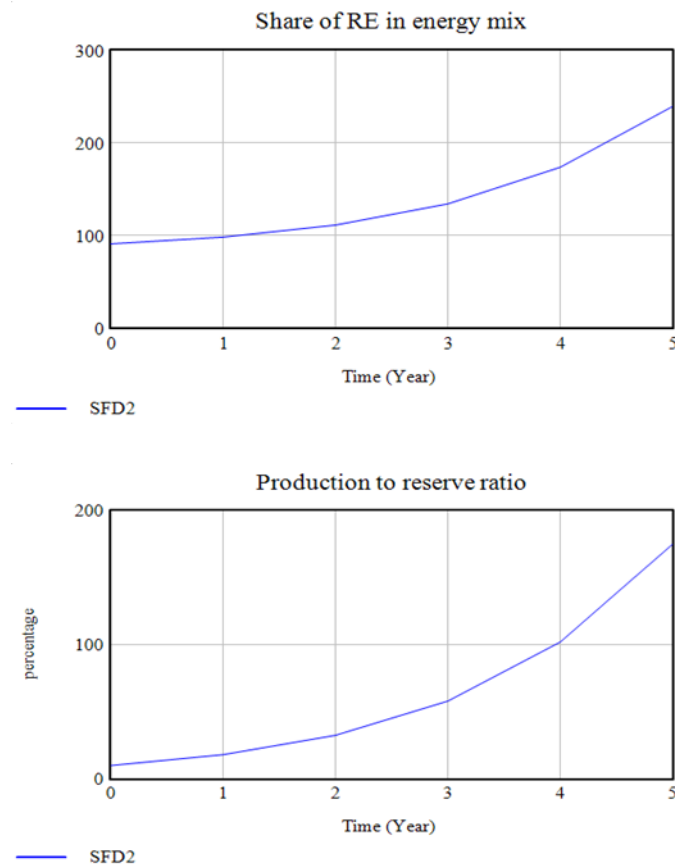 Share of RE in energy mix
300
200
100
0
0 1 2 3 4 5
Time (Year)
SFD2
Production to reserve ratio
200
percentage
100
0
0 1 2 3 4 5
Time (Year)
SFD2